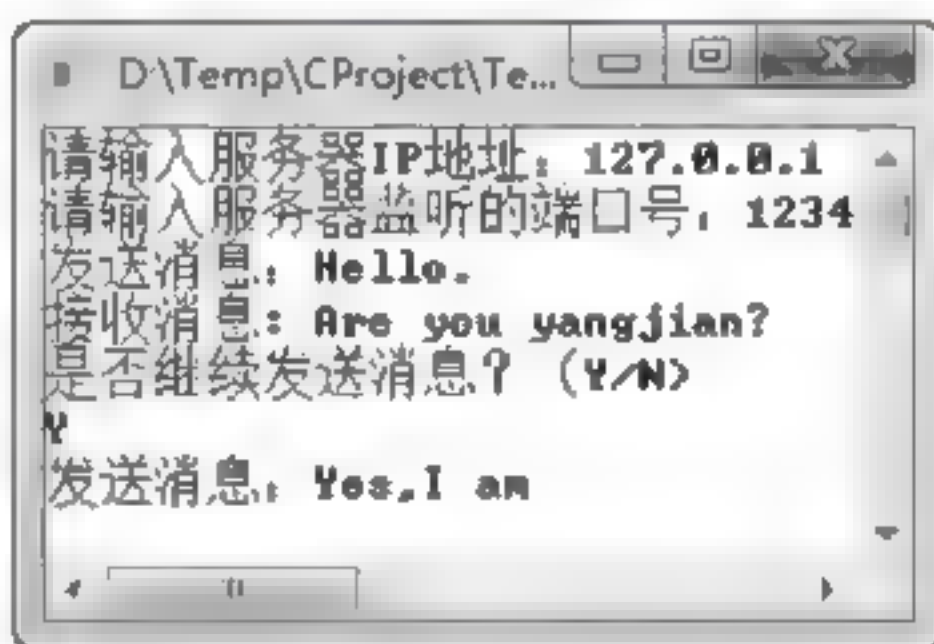 D:\Temp\CProject\Te...
请输入服务器IP地址：127.0.0.1
请输入服务器监听的端口号：1234
发送消息：Hello.
接收消息：Are you yangjian?
是否继续发送消息？（Y/N）
Y
发送消息：Yes,I am